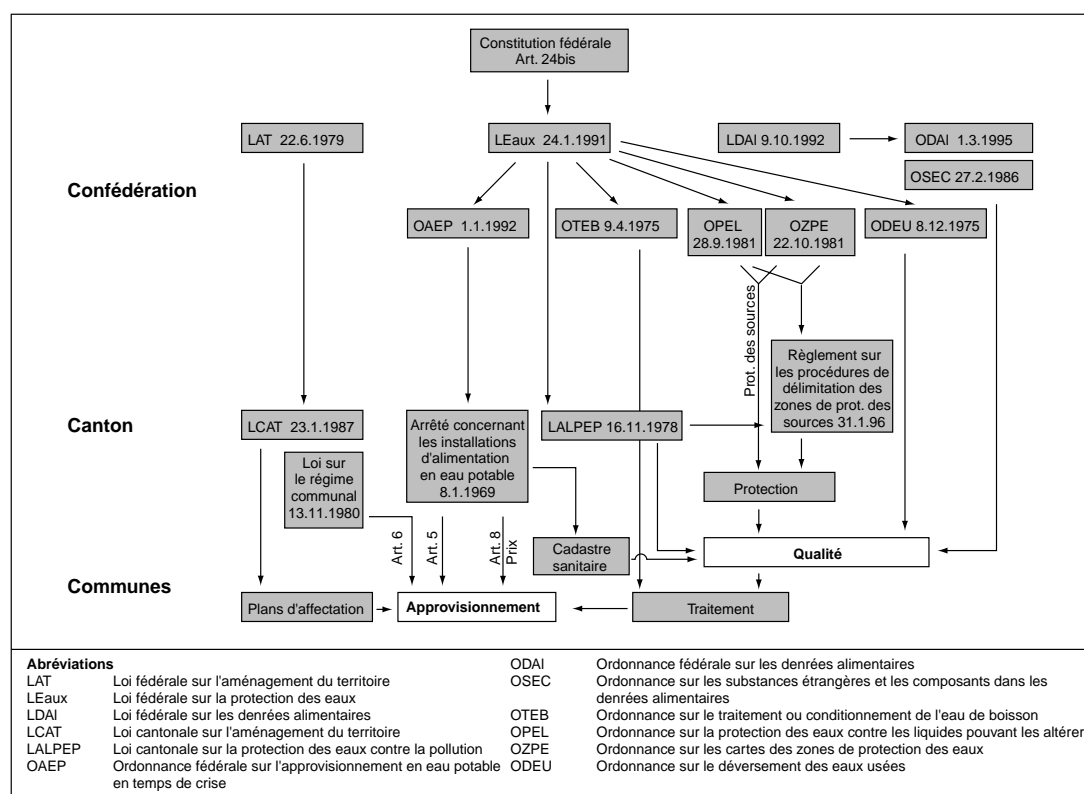 Constitution fédérale
Art. 24bis
LAT 22.6.1979
LEaux 24.1.1991
LDAI 9.10.1992
ODAI 1.3.1995
OSEC 27.2.1986
Confédération
OAEP 1.1.1992
OTEB 9.4.1975
OPEL
28.9.1981
OZPE
22.10.1981
ODEU 8.12.1975
Prot. des sources
Règlement sur
les procédures de
délimitation des
zones de prot. des
sources 31.1.96
Canton
LCAT 23.1.1987
Arrêté concernant
les installations
d'alimentation
en eau potable
8.1.1969
LALPEP 16.11.1978
Loi sur
le régime
communal
13.11.1980
Protection
Art. 6
Art. 5
Art. 8
Prix
Cadastre
sanitaire
Qualité
Communes
Plans d'affectation
Approvisionnement
Traitement
Abréviations
LAT Loi fédérale sur l'aménagement du territoire
LEaux Loi fédérale sur la protection des eaux
LDAI Loi fédérale sur les denrées alimentaires
LCAT Loi cantonale sur l'aménagement du territoire
LALPEP Loi cantonale sur la protection des eaux contre la pollution
OAEP Ordonnance fédérale sur l'approvisionnement en eau potable
en temps de crise
ODAI Ordonnance fédérale sur les denrées alimentaires
OSEC Ordonnance sur les substances étrangères et les composants dans les
denrées alimentaires
OTEB Ordonnance sur le traitement ou conditionnement de l'eau de boisson
OPEL Ordonnance sur la protection des eaux contre les liquides pouvant les altérer
OZPE Ordonnance sur les cartes des zones de protection des eaux
ODEU Ordonnance sur le déversement des eaux usées